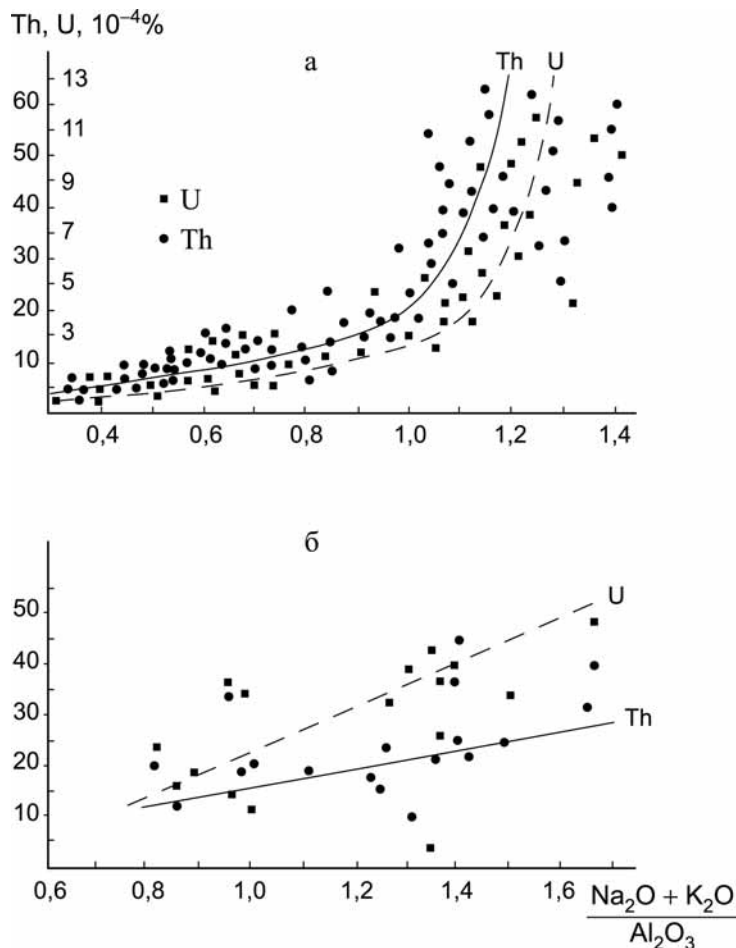 Th, U, 10⁻⁴%
а
Th U
13
60
11
50
9
40
7
30
5
20
3
10
U
Th
0,4 0,6 0,8 1,0 1,2 1,4
б
U
Th
50
40
30
20
10
0,6 0,8 1,0 1,2 1,4 1,6
Na₂O + K₂O
Al₂O₃